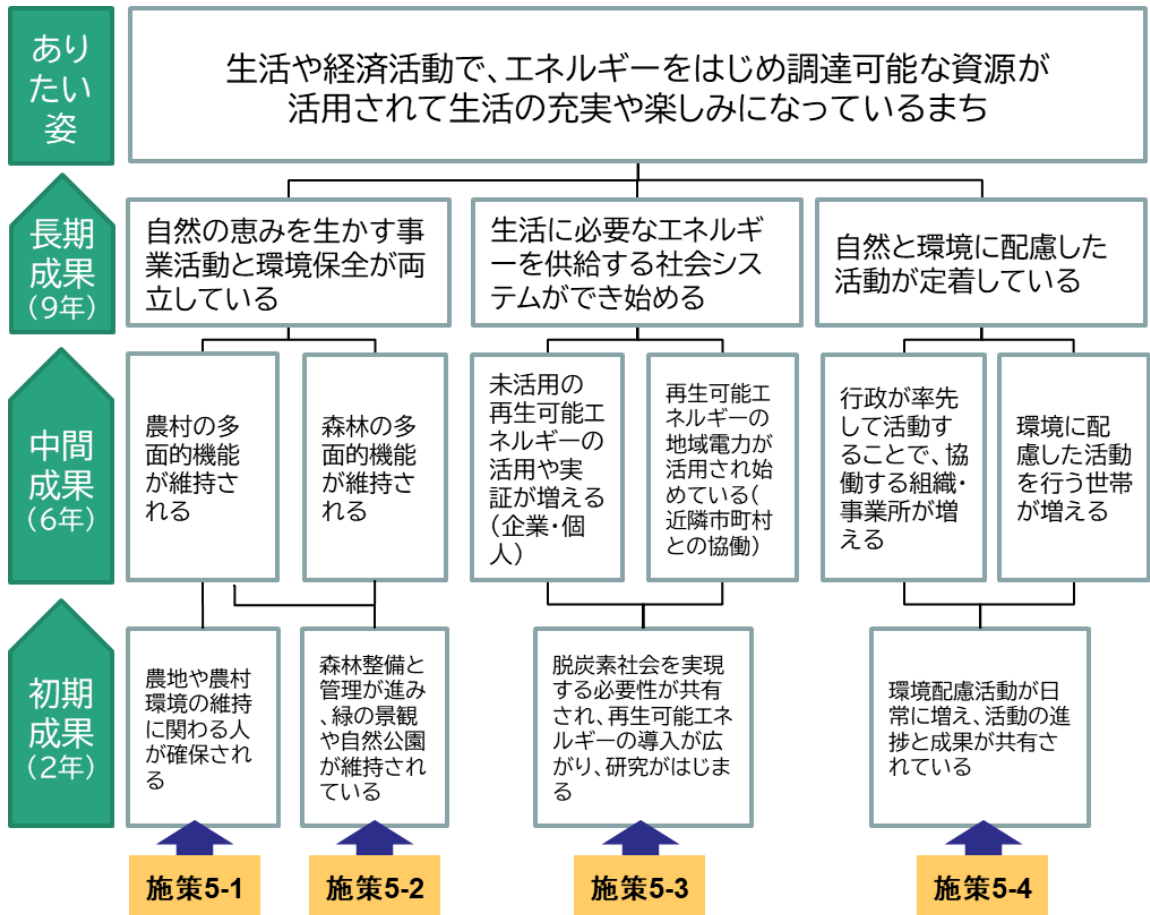 あり
たい
姿
生活や経済活動で、エネルギーをはじめ調達可能な資源が
活用されて生活の充実や楽しみになっているまち
長期
成果
(9年)
自然の恵みを生かす事
業活動と環境保全が両
立している
生活に必要なエネルギ
ーを供給する社会シス
テムができ始める
自然と環境に配慮した
活動が定着している
中間
成果
(6年)
農村の多
面的機能
が維持さ
れる
森林の多
面的機能
が維持さ
れる
未活用の
再生可能エ
ネルギーの
活用や実
証が増える
(企業・個
人)
再生可能エ
ネルギーの
地域電力が
活用され始
めている(
近隣市町村
との協働)
行政が率先
して活動す
ることで、協
働する組織・
事業所が増
える
環境に配
慮した活動
を行う世帯
が増える
初期
成果
(2年)
農地や農村
環境の維持
に関わる人
が確保され
る
森林整備と
管理が進み
、緑の景観
や自然公園
が維持され
ている
脱炭素社会を実現
する必要性が共有
され、再生可能エネ
ルギーの導入が広
がり、研究がはじま
る
環境配慮活動が日
常に増え、活動の進
捗と成果が共有さ
れている
施策5-1
施策5-2
施策5-3
施策5-4